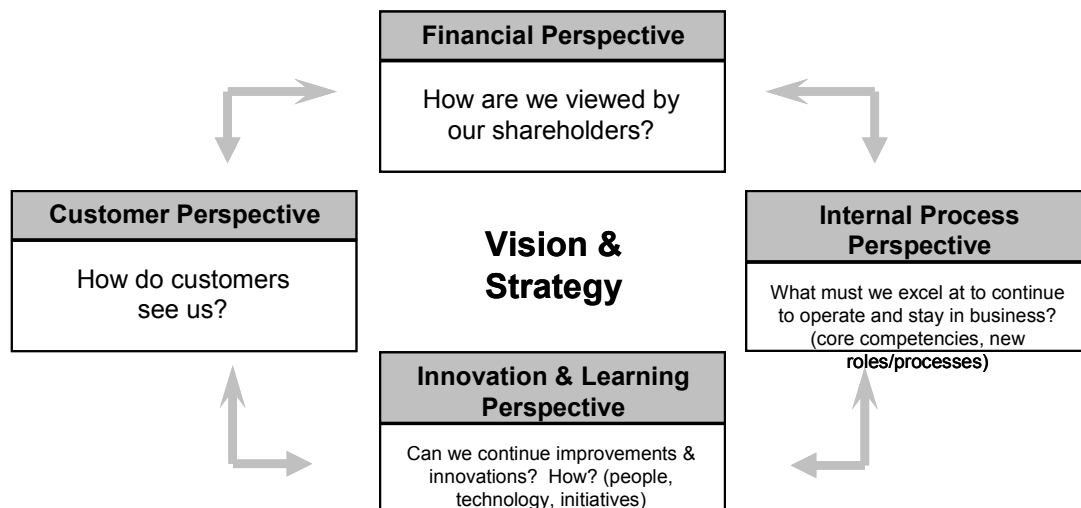 Financial Perspective
How are we viewed by
our shareholders?
Customer Perspective
How do customers
see us?
Vision &
Strategy
Internal Process
Perspective
What must we excel at to continue
to operate and stay in business?
(core competencies, new
roles/processes)
Innovation & Learning
Perspective
Can we continue improvements &
innovations? How? (people,
technology, initiatives)